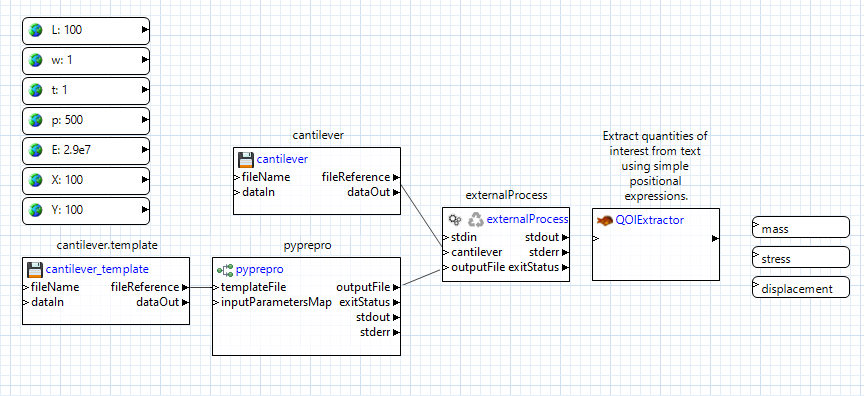 L: 100
w: 1
t: 1
p: 500
E: 2.9e7
X: 100
Y: 100
cantilever
cantilever
fileName fileReference
dataIn dataOut
cantilever.template
cantilever_template
fileName fileReference
dataIn dataOut
pyprepro
pyprepro
templateFile outputFile
inputParametersMap exitStatus
stdout
stderr
externalProcess
externalProcess
stdin stdout
cantilever stderr
outputFile exitStatus
Extract quantities of
interest from text
using simple
positional
expressions.
QOIExtractor
mass
stress
displacement